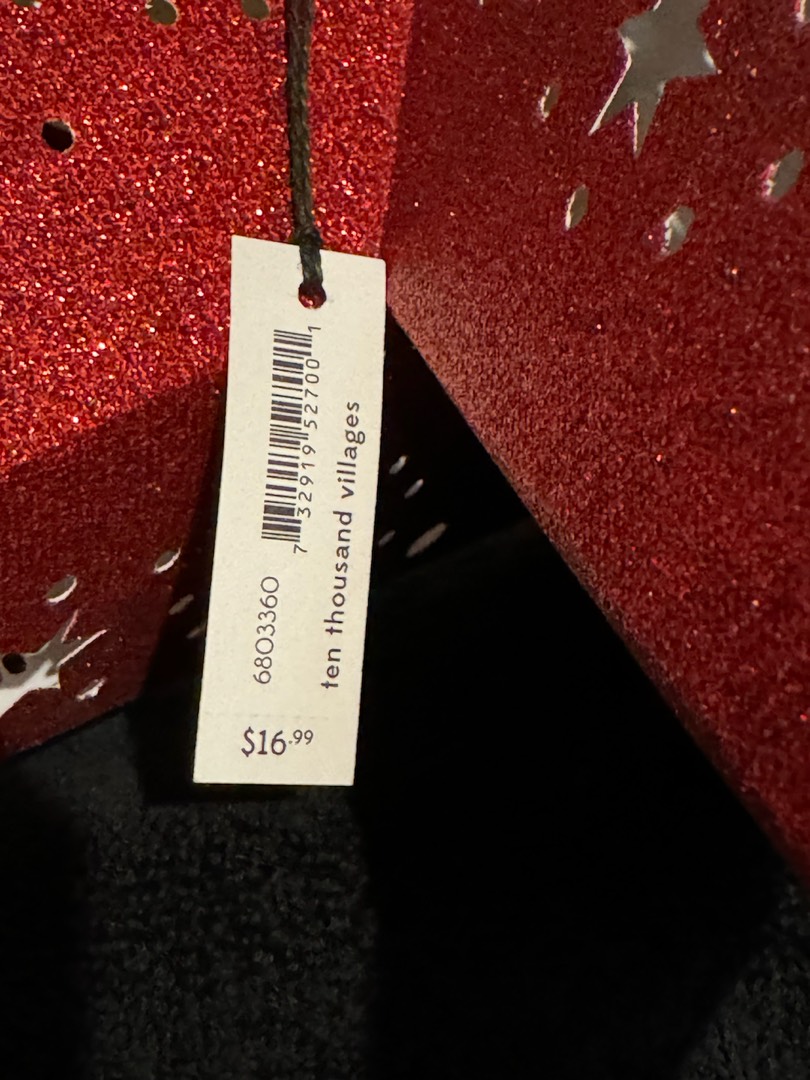 7 32919 52700 1
ten thousand villages
6803360
$16.99